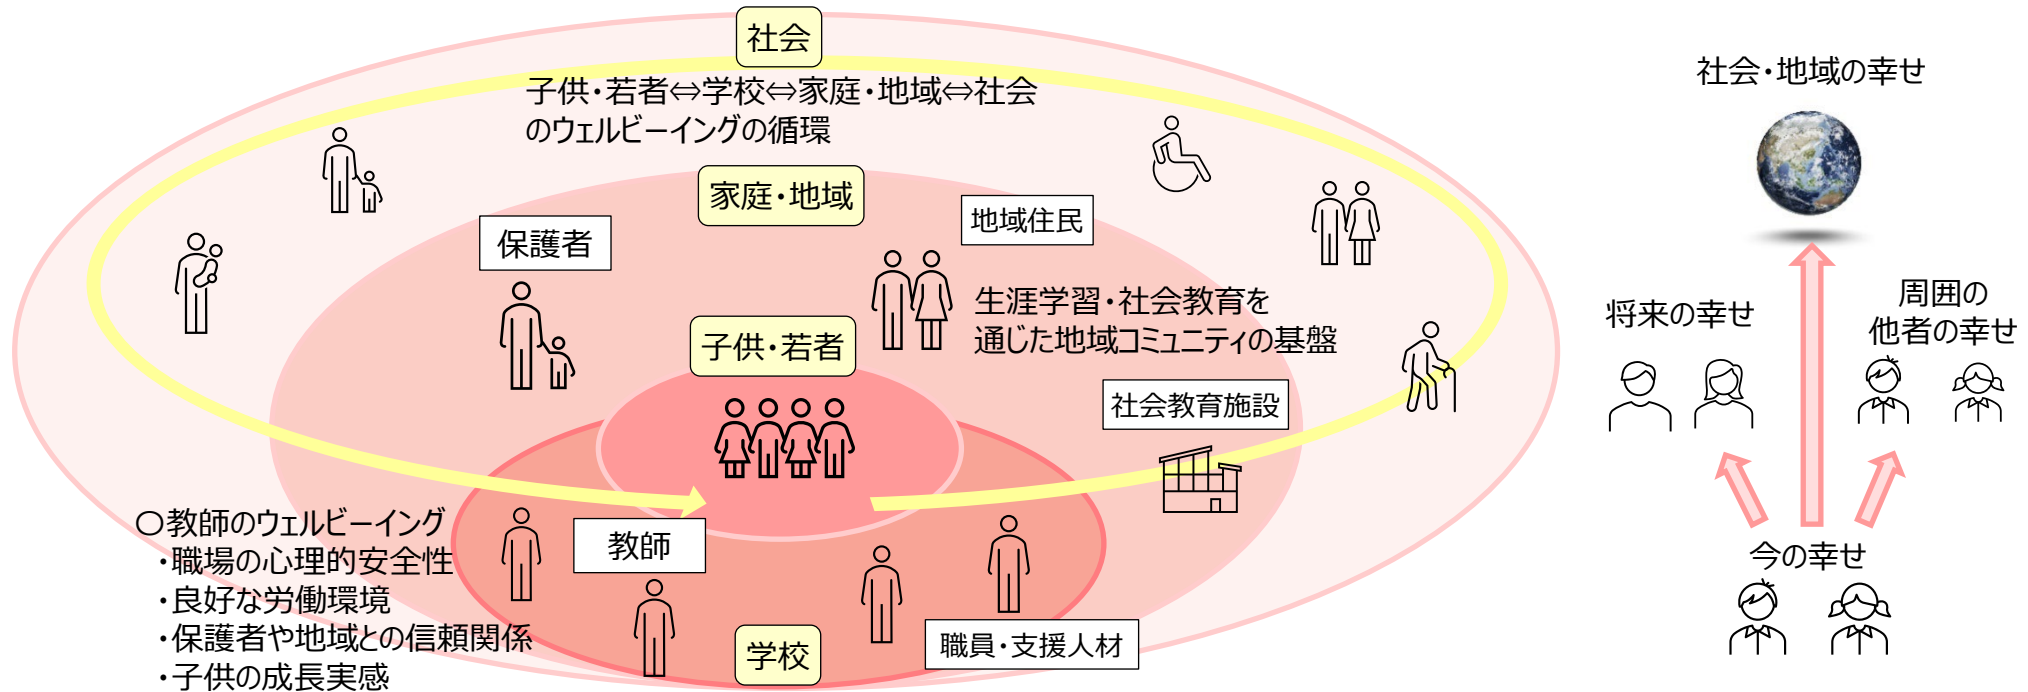 社会
子供・若者⇔学校⇔家庭・地域⇔社会
のウェルビーイングの循環
家庭・地域
地域住民
保護者
生涯学習・社会教育を
通じた地域コミュニティの基盤
子供・若者
社会教育施設
〇教師のウェルビーイング
・職場の心理的安全性
・良好な労働環境
・保護者や地域との信頼関係
・子供の成長実感
教師
職員・支援人材
学校
社会・地域の幸せ
将来の幸せ
周囲の
他者の幸せ
今の幸せ